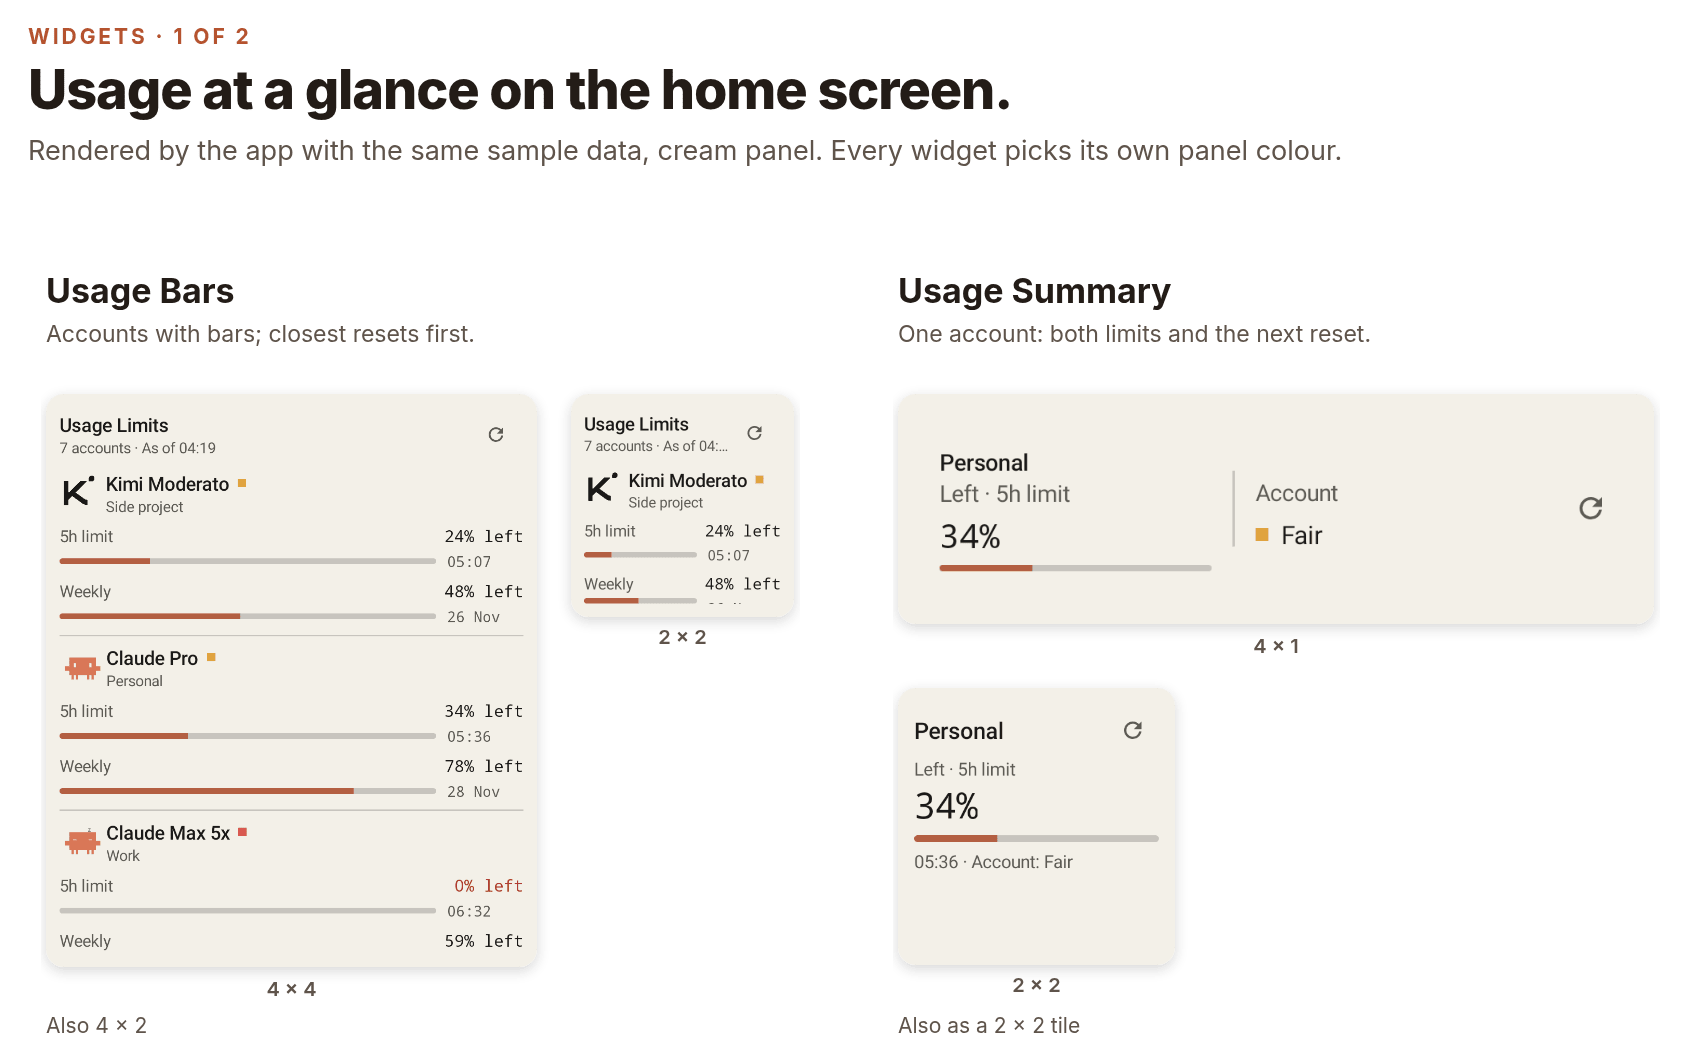 WIDGETS · 1 OF 2
Usage at a glance on the home screen.
Rendered by the app with the same sample data, cream panel. Every widget picks its own panel colour.
Usage Bars
Accounts with bars; closest resets first.
Usage Limits
7 accounts · As of 04:19
Kimi Moderato
Side project
5h limit 24% left
05:07
Weekly 48% left
26 Nov
Claude Pro
Personal
5h limit 34% left
05:36
Weekly 78% left
28 Nov
Claude Max 5x
Work
5h limit 0% left
06:32
Weekly 59% left
4 × 4
Also 4 × 2
Usage Limits
7 accounts · As of 04:...
Kimi Moderato
Side project
5h limit 24% left
05:07
Weekly 48% left
2 × 2
Usage Summary
One account: both limits and the next reset.
Personal
Left · 5h limit
34%
Account
Fair
4 × 1
Personal
Left · 5h limit
34%
05:36 · Account: Fair
2 × 2
Also as a 2 × 2 tile